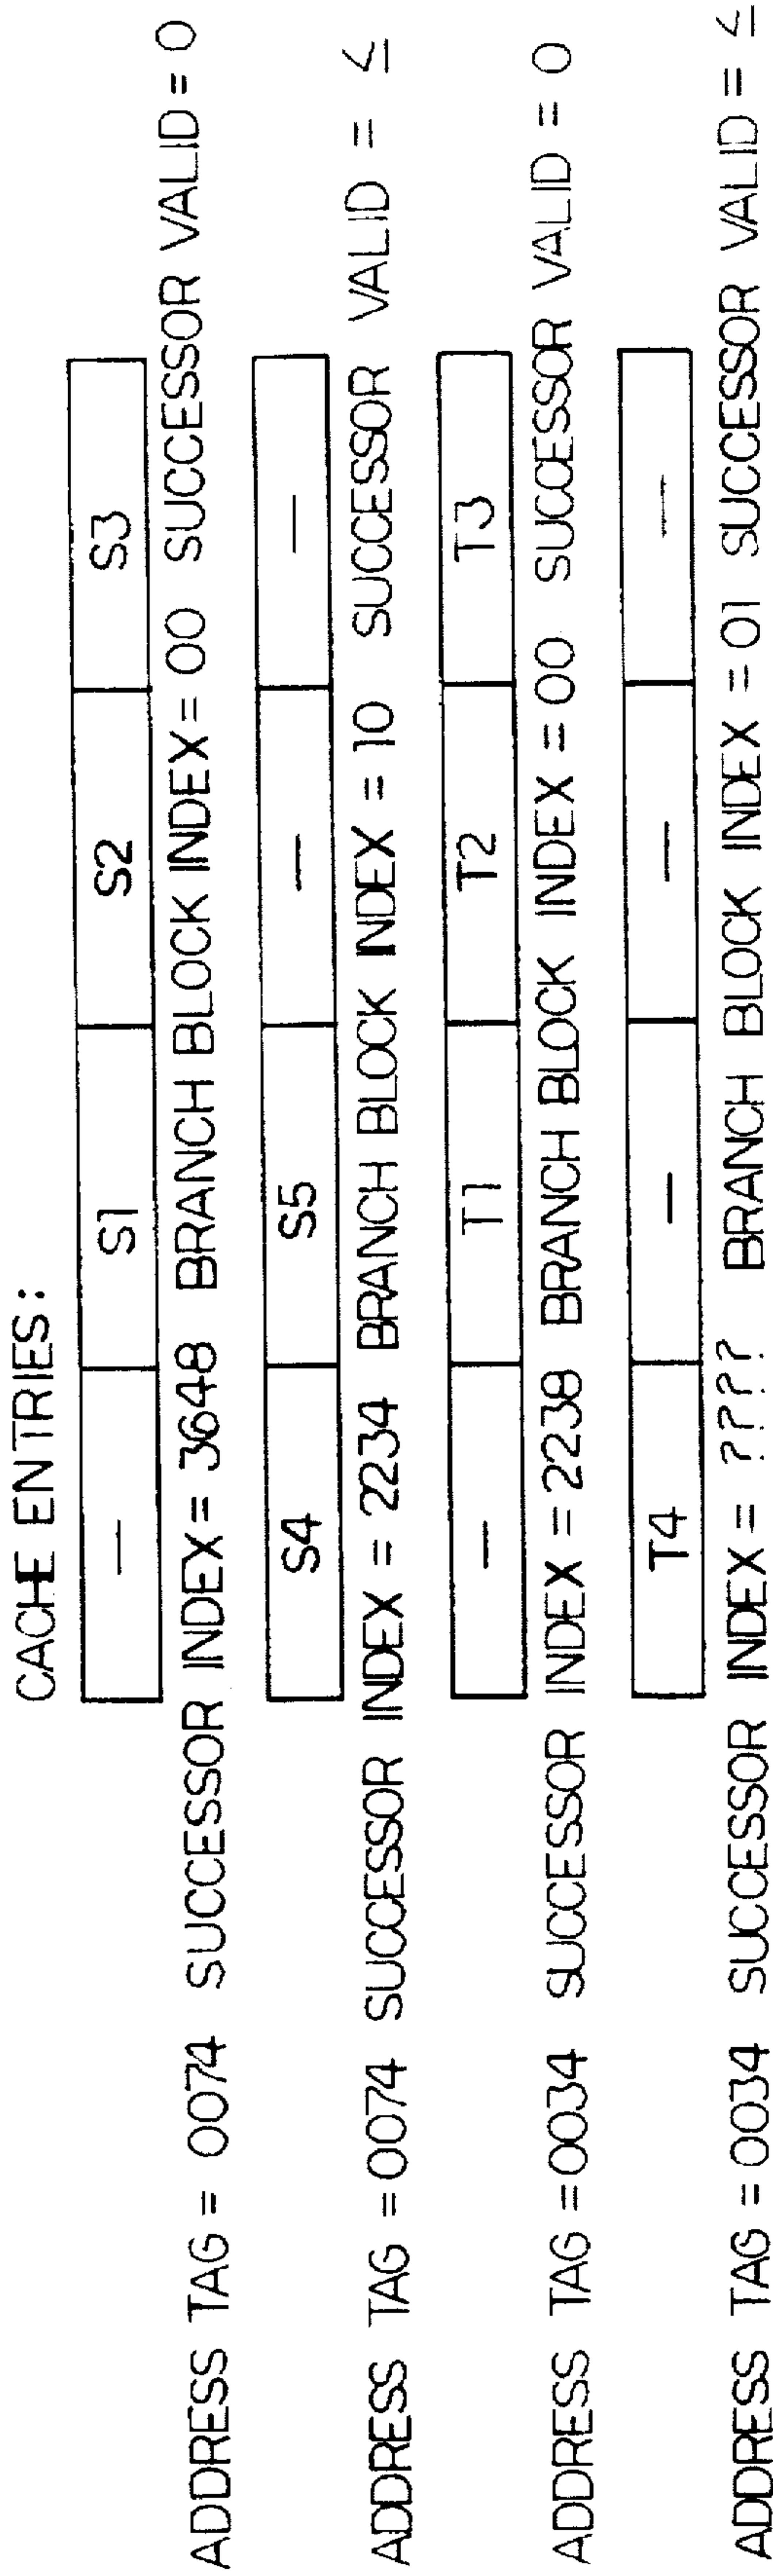 CACHE ENTRIES:
— S1 S2 S3
ADDRESS TAG = 0074 SUCCESSOR INDEX = 3648 BRANCH BLOCK INDEX = 00 SUCCESSOR VALID = 0
S4 S5 — —
ADDRESS TAG = 0074 SUCCESSOR INDEX = 2234 BRANCH BLOCK INDEX = 10 SUCCESSOR VALID = 1
— T1 T2 T3
ADDRESS TAG = 0034 SUCCESSOR INDEX = 2238 BRANCH BLOCK INDEX = 00 SUCCESSOR VALID = 0
T4 — — —
ADDRESS TAG = 0034 SUCCESSOR INDEX = ???? BRANCH BLOCK INDEX = 01 SUCCESSOR VALID = 1